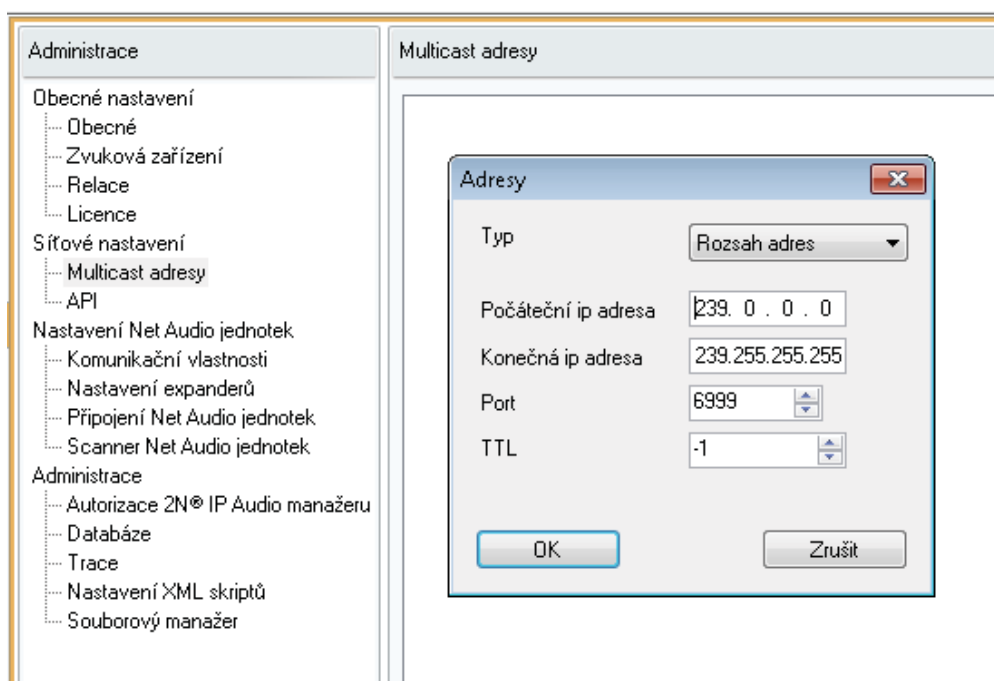 Administrace
Obecné nastavení
Obecné
Zvuková zařízení
Relace
Licence
Síťové nastavení
Multicast adresy
API
Nastavení Net Audio jednotek
Komunikační vlastnosti
Nastavení expanderů
Připojení Net Audio jednotek
Scanner Net Audio jednotek
Administrace
Autorizace 2N® IP Audio manažeru
Databáze
Trace
Nastavení XML skriptů
Souborový manažer
Multicast adresy
Adresy
Typ Rozsah adres
Počáteční ip adresa 239. 0 . 0 . 0
Konečná ip adresa 239.255.255.255
Port 6999
TTL -1
OK Zrušit